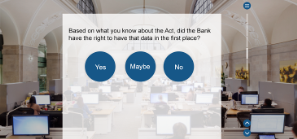 Based on what you know about the Act, did the Bank
have the right to have that data in the first place?
Yes
Maybe
No